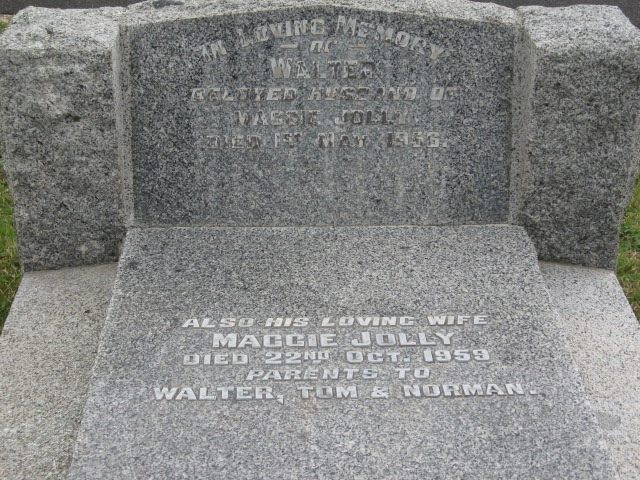 IN LOVING MEMORY
OF
WALTER
BELOVED HUSBAND OF
MAGGIE JOLLY
DIED 1ST MAY 1956.
ALSO HIS LOVING WIFE
MAGGIE JOLLY
DIED 22ND OCT. 1959
PARENTS TO
WALTER, TOM & NORMAN.